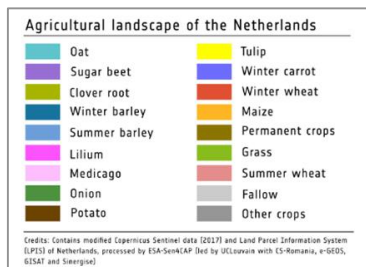 Agricultural landscape of the Netherlands
Oat
Sugar beet
Clover root
Winter barley
Summer barley
Lilium
Medicago
Onion
Potato
Tulip
Winter carrot
Winter wheat
Maize
Permanent crops
Grass
Summer wheat
Fallow
Other crops
Credits: Contains modified Copernicus Sentinel data (2017) and Land Parcel Information System
(LPIS) of Netherlands, processed by ESA-Sen4CAP (led by UCLouvain with CS-Romania, e-GEOS,
GISAT and Sinergise)